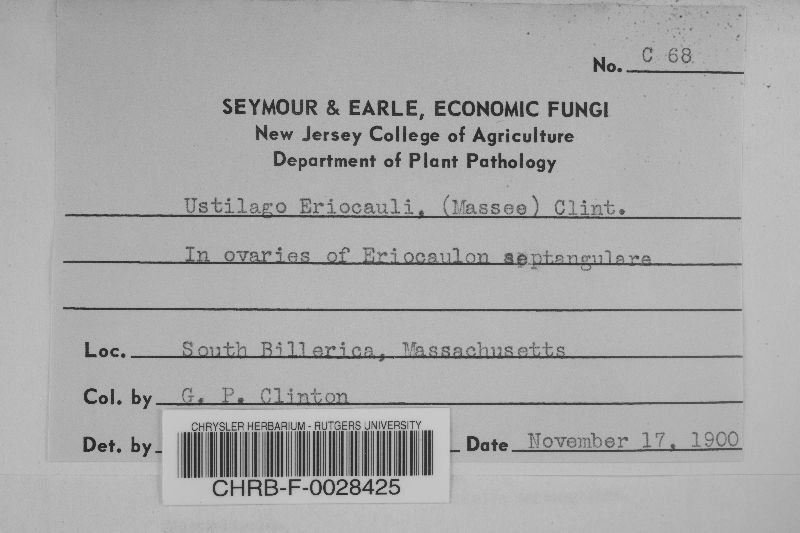 No. C 68
SEYMOUR & EARLE, ECONOMIC FUNGI
New Jersey College of Agriculture
Department of Plant Pathology
Ustilago Eriocauli, (Massee) Clint.
In ovaries of Eriocaulon septangulare
Loc. South Billerica, Massachusetts
Col. by G. P. Clinton
Det. by
Date November 17, 1900
CHRYSLER HERBARIUM - RUTGERS UNIVERSITY
CHRB-F-0028425